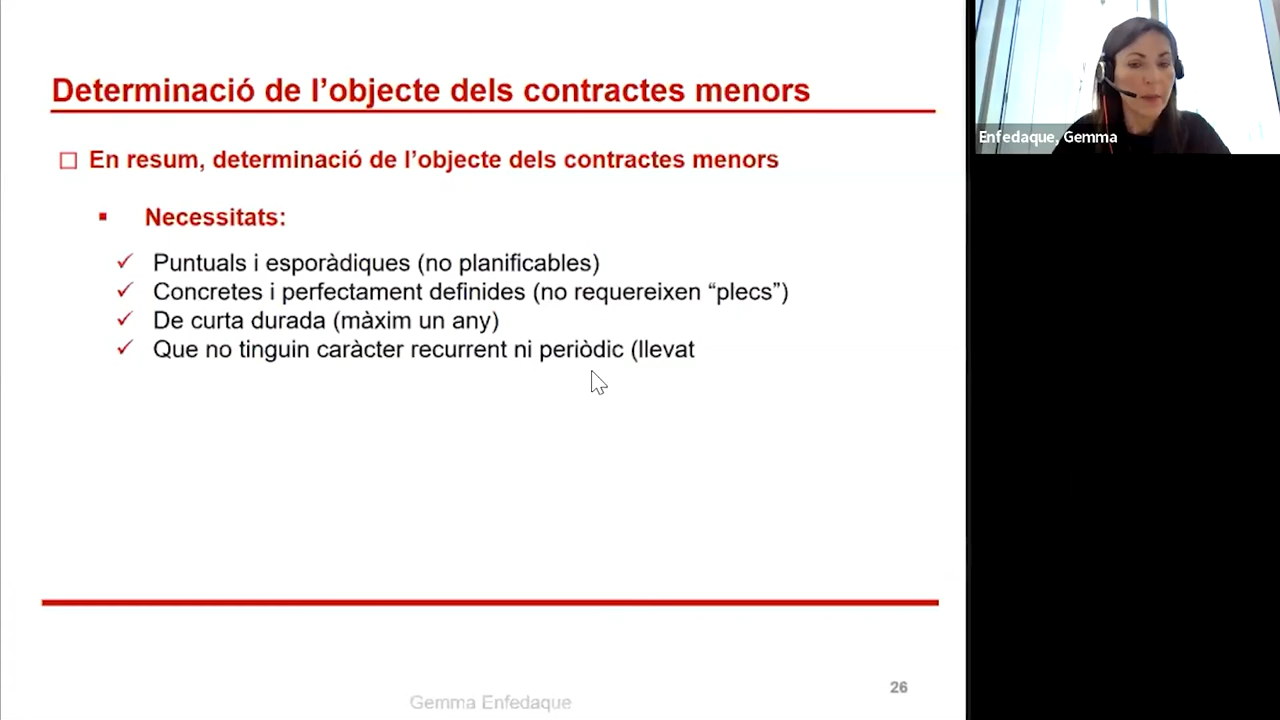 Determinació de l’objecte dels contractes menors
En resum, determinació de l’objecte dels contractes menors
Necessitats:
Puntuals i esporàdiques (no planificables)
Concretes i perfectament definides (no requereixen “plecs”)
De curta durada (màxim un any)
Que no tinguin caràcter recurrent ni periòdic (llevat
26
Gemma Enfedaque
Enfedaque, Gemma